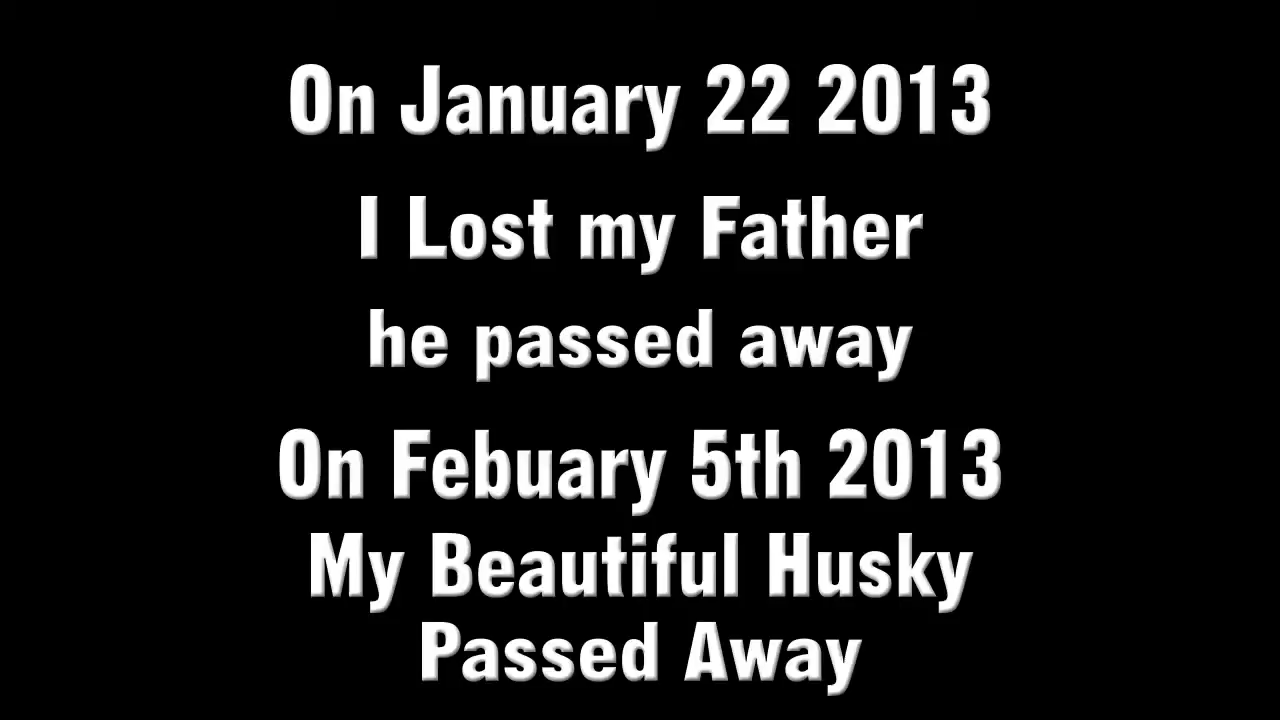 On January 22 2013
I Lost my Father
he passed away
On Febuary 5th 2013
My Beautiful Husky
Passed Away